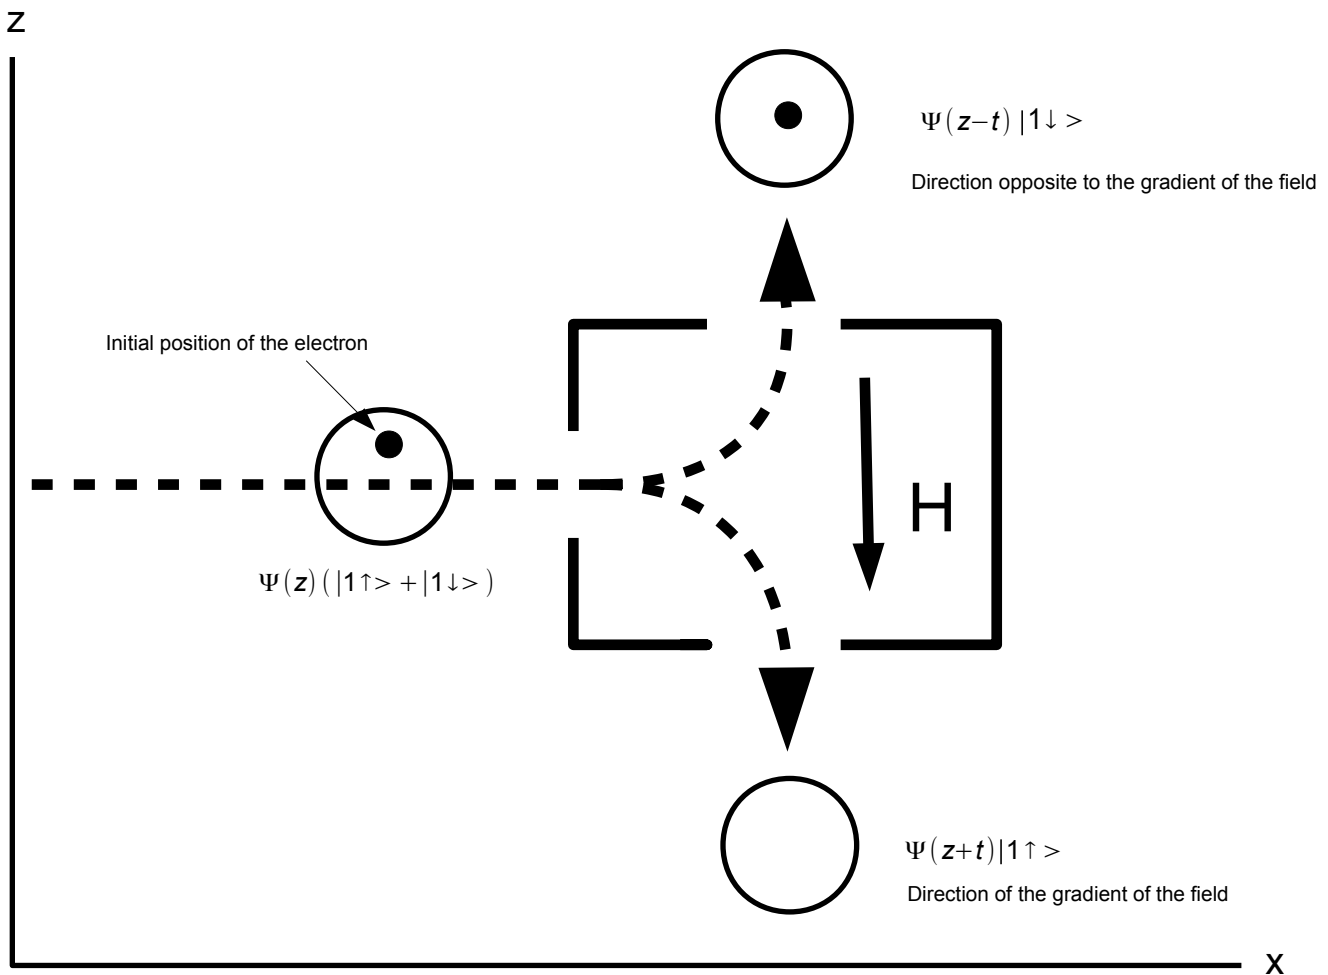 z
Ψ(z−t)|1↓>
Direction opposite to the gradient of the field
Initial position of the electron
H
Ψ(z)(|1↑>+|1↓>)
Ψ(z+t)|1↑>
Direction of the gradient of the field
x